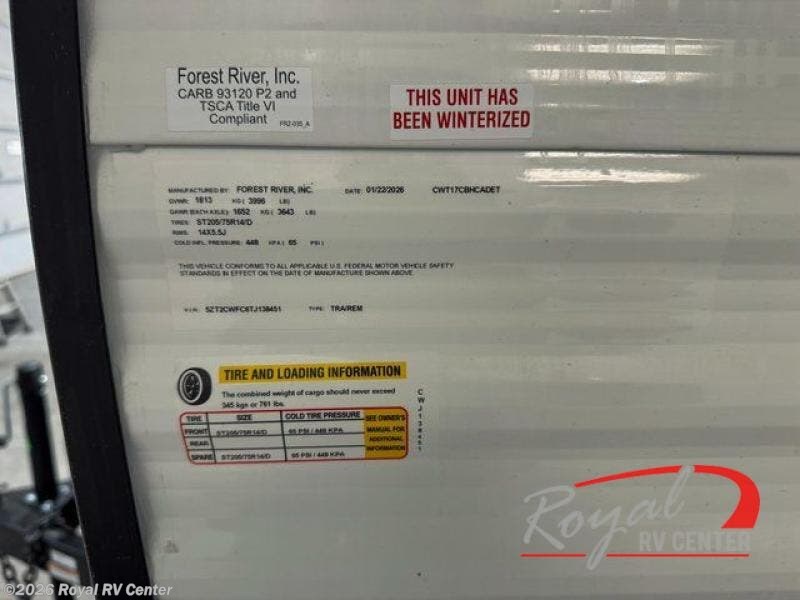 Forest River, Inc.
CARB 93120 P2 and
TSCA Title VI
Compliant
FR2-035_A
THIS UNIT HAS
BEEN WINTERIZED
MANUFACTURED BY: FOREST RIVER, INC. DATE: 01/22/2026 CWT17CBHCADET
GVWR: 1813 KG ( 3996 LB)
GAWR (EACH AXLE): 1652 KG ( 3643 LB)
TIRES: ST205/75R14/D
RIMS: 14X5.5J
COLD INFL. PRESSURE: 448 KPA ( 65 PSI )
THIS VEHICLE CONFORMS TO ALL APPLICABLE U.S. FEDERAL MOTOR VEHICLE SAFETY
STANDARDS IN EFFECT ON THE DATE OF MANUFACTURE SHOWN ABOVE
V.I.N.: 5ZT2CWFC6TJ138451 TYPE: TRA/REM
TIRE AND LOADING INFORMATION
The combined weight of cargo should never exceed
345 kgs or 761 lbs.
TIRE SIZE COLD TIRE PRESSURE SEE OWNER'S
MANUAL FOR
ADDITIONAL
INFORMATION
FRONT ST205/75R14/D 65 PSI / 448 KPA
REAR
SPARE ST205/75R14/D 65 PSI / 448 KPA
CWJ138451
Royal
RV CENTER
©2026 Royal RV Center